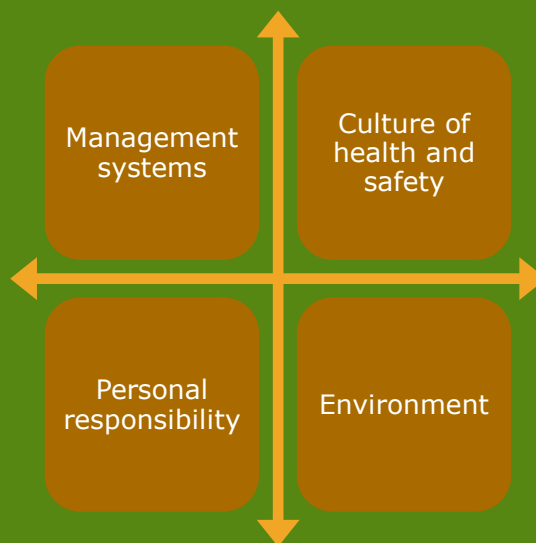 Management
systems
Culture of
health and
safety
Personal
responsibility
Environment